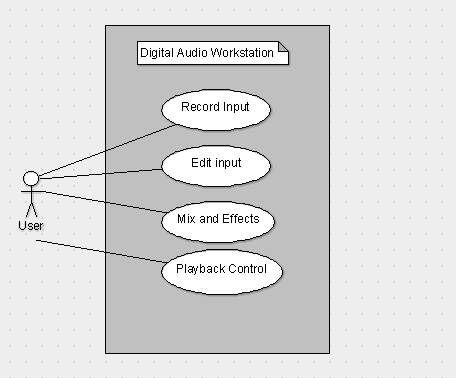 Digital Audio Workstation
Record Input
Edit input
Mix and Effects
User
Playback Control